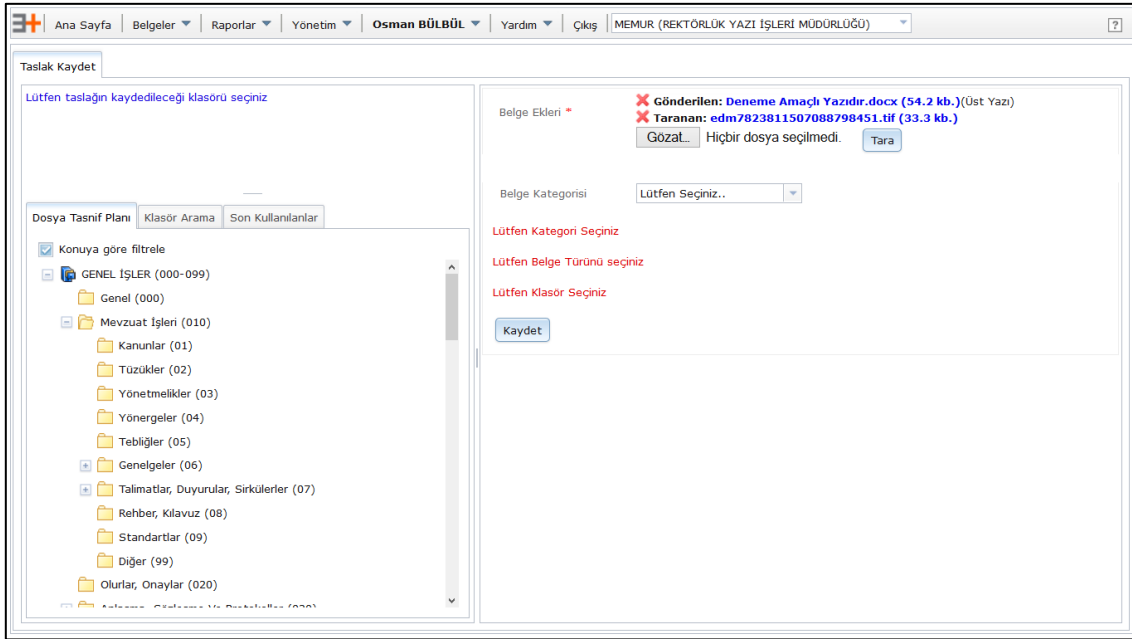 Ana Sayfa Belgeler Raporlar Yönetim Osman BÜLBÜL Yardım Çıkış MEMUR (REKTÖRLÜK YAZI İŞLERİ MÜDÜRLÜĞÜ) ?
Taslak Kaydet
Lütfen taslağın kaydedileceği klasörü seçiniz
Dosya Tasnif Planı Klasör Arama Son Kullanılanlar
Konuya göre filtrele
GENEL İŞLER (000-099)
Genel (000)
Mevzuat İşleri (010)
Kanunlar (01)
Tüzükler (02)
Yönetmelikler (03)
Yönergeler (04)
Tebliğler (05)
Genelgeler (06)
Talimatlar, Duyurular, Sirkülerler (07)
Rehber, Kılavuz (08)
Standartlar (09)
Diğer (99)
Olurlar, Onaylar (020)
Anlaşma, Sözleşme Ve Protokoller (030)
Belge Ekleri *
Gönderilen: Deneme Amaçlı Yazıdır.docx (54.2 kb.)(Üst Yazı)
Taranan: edm7823811507088798451.tif (33.3 kb.)
Gözat... Hiçbir dosya seçilmedi. Tara
Belge Kategorisi Lütfen Seçiniz..
Lütfen Kategori Seçiniz
Lütfen Belge Türünü seçiniz
Lütfen Klasör Seçiniz
Kaydet